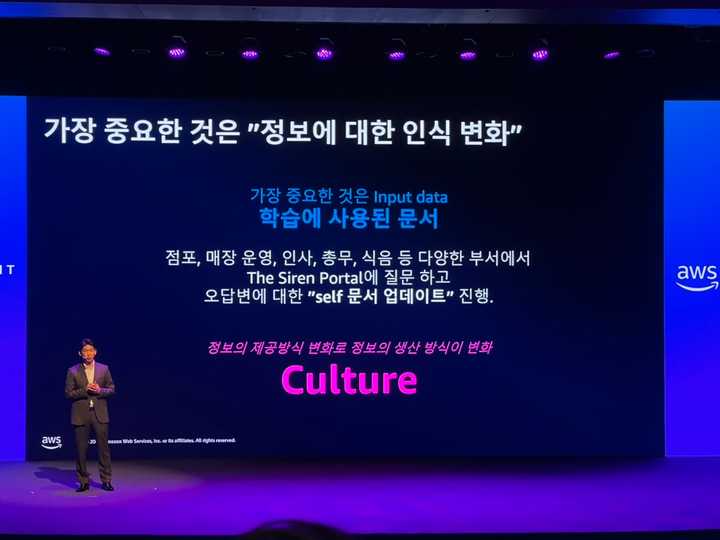 가장 중요한 것은 "정보에 대한 인식 변화"
가장 중요한 것은 Input data
학습에 사용된 문서
점포, 매장 운영, 인사, 총무, 식음 등 다양한 부서에서
The Siren Portal에 질문 하고
오답변에 대한 "self 문서 업데이트" 진행.
정보의 제공방식 변화로 정보의 생산 방식이 변화
Culture
aws
Web Services, Inc. or its affiliates. All rights reserved.
IT
aws